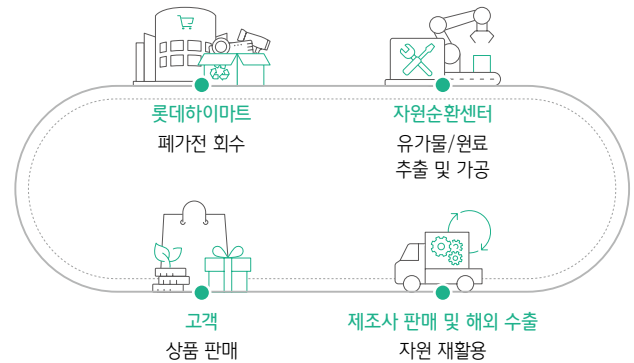 롯데하이마트
폐가전 회수
자원순환센터
유가물/원료
추출 및 가공
고객
상품 판매
제조사 판매 및 해외 수출
자원 재활용